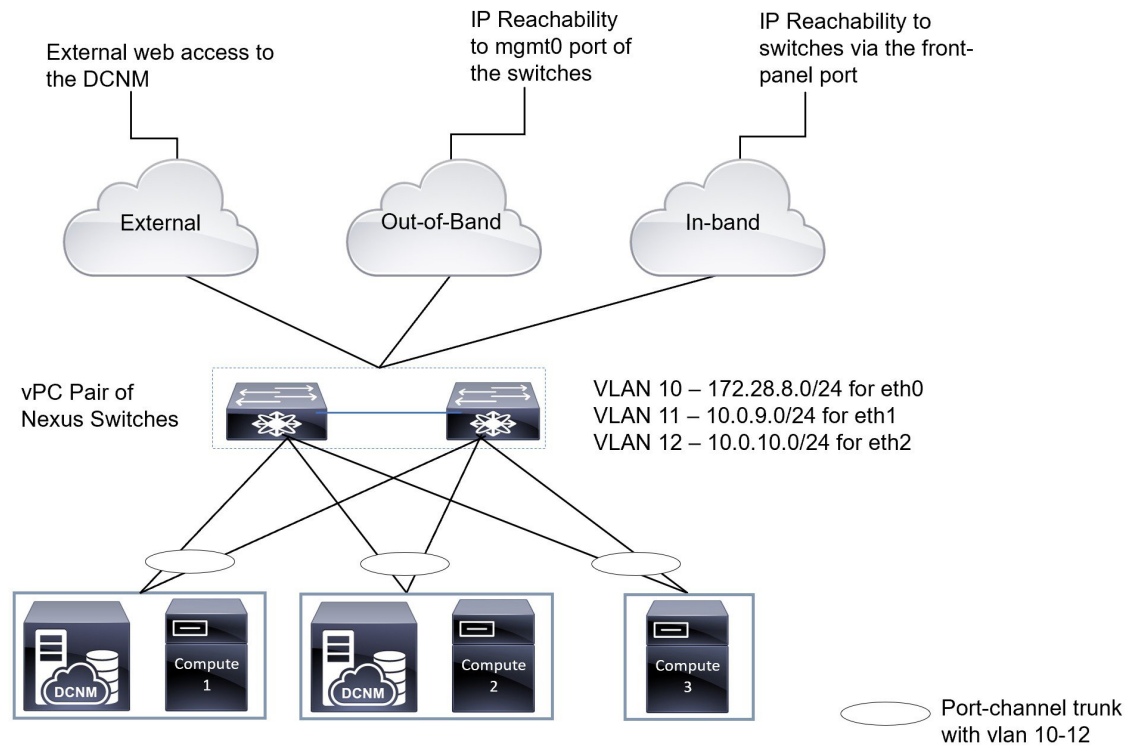 External web access to
the DCNM
IP Reachability
to mgmt0 port of
the switches
IP Reachability to
switches via the front-
panel port
External
Out-of-Band
In-band
vPC Pair of
Nexus Switches
VLAN 10 – 172.28.8.0/24 for eth0
VLAN 11 – 10.0.9.0/24 for eth1
VLAN 12 – 10.0.10.0/24 for eth2
DCNM
Compute
1
DCNM
Compute
2
Compute
3
Port-channel trunk
with vlan 10-12